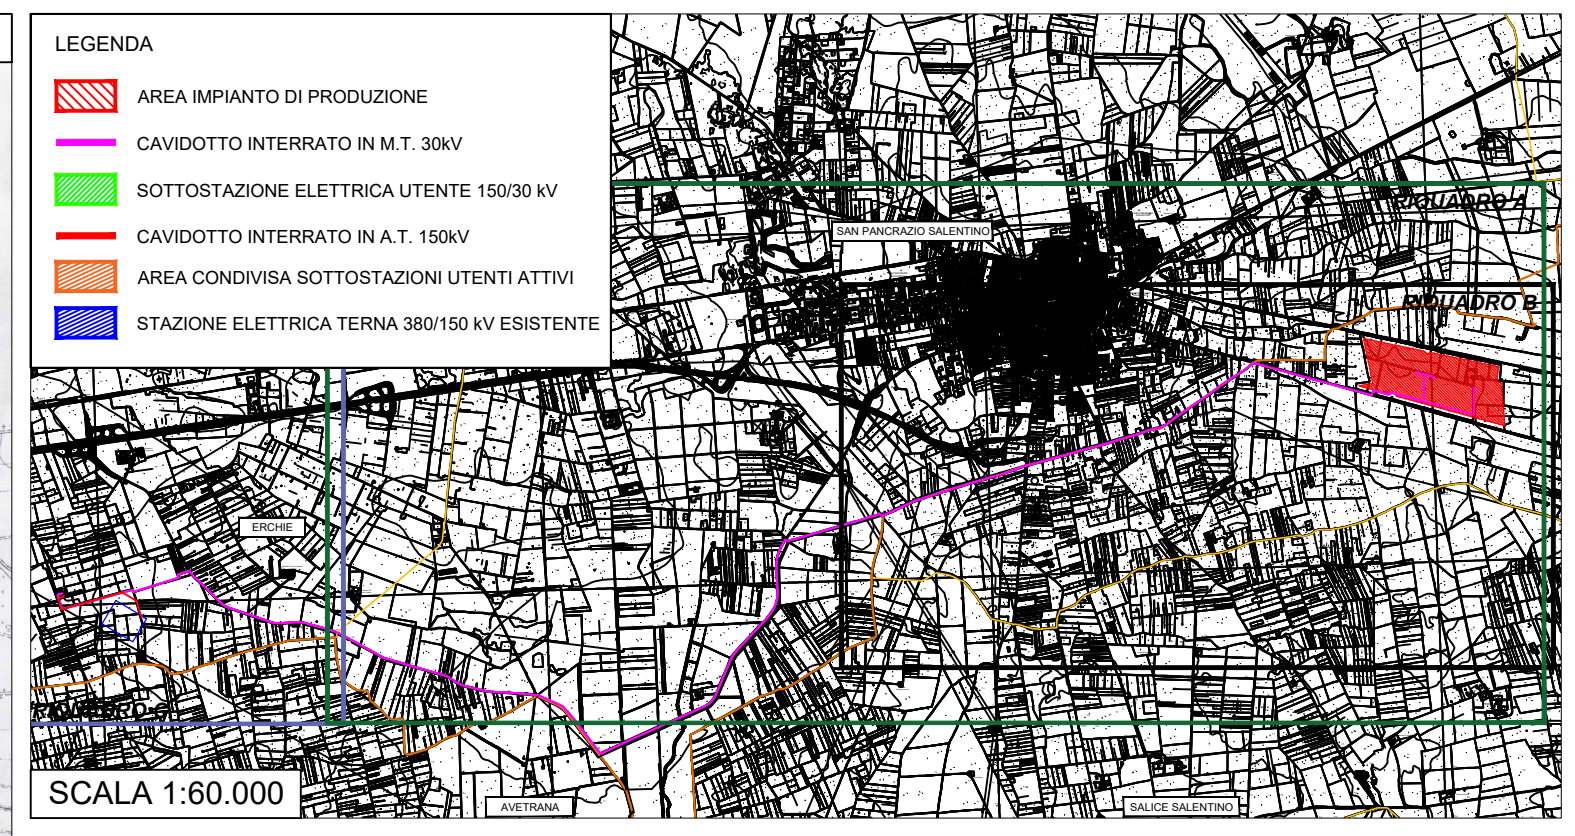 LEGENDA
AREA IMPIANTO DI PRODUZIONE
CAVIDOTTO INTERRATO IN M.T. 30kV
SOTTOSTAZIONE ELETTRICA UTENTE 150/30 kV
CAVIDOTTO INTERRATO IN A.T. 150kV
AREA CONDIVISA SOTTOSTAZIONI UTENTI ATTIVI
STAZIONE ELETTRICA TERNA 380/150 kV ESISTENTE
RIQUADRO A
SAN PANCRAZIO SALENTINO
RIQUADRO B
ERCHIE
RIQUADRO C
SCALA 1:60.000
AVETRANA
SALICE SALENTINO